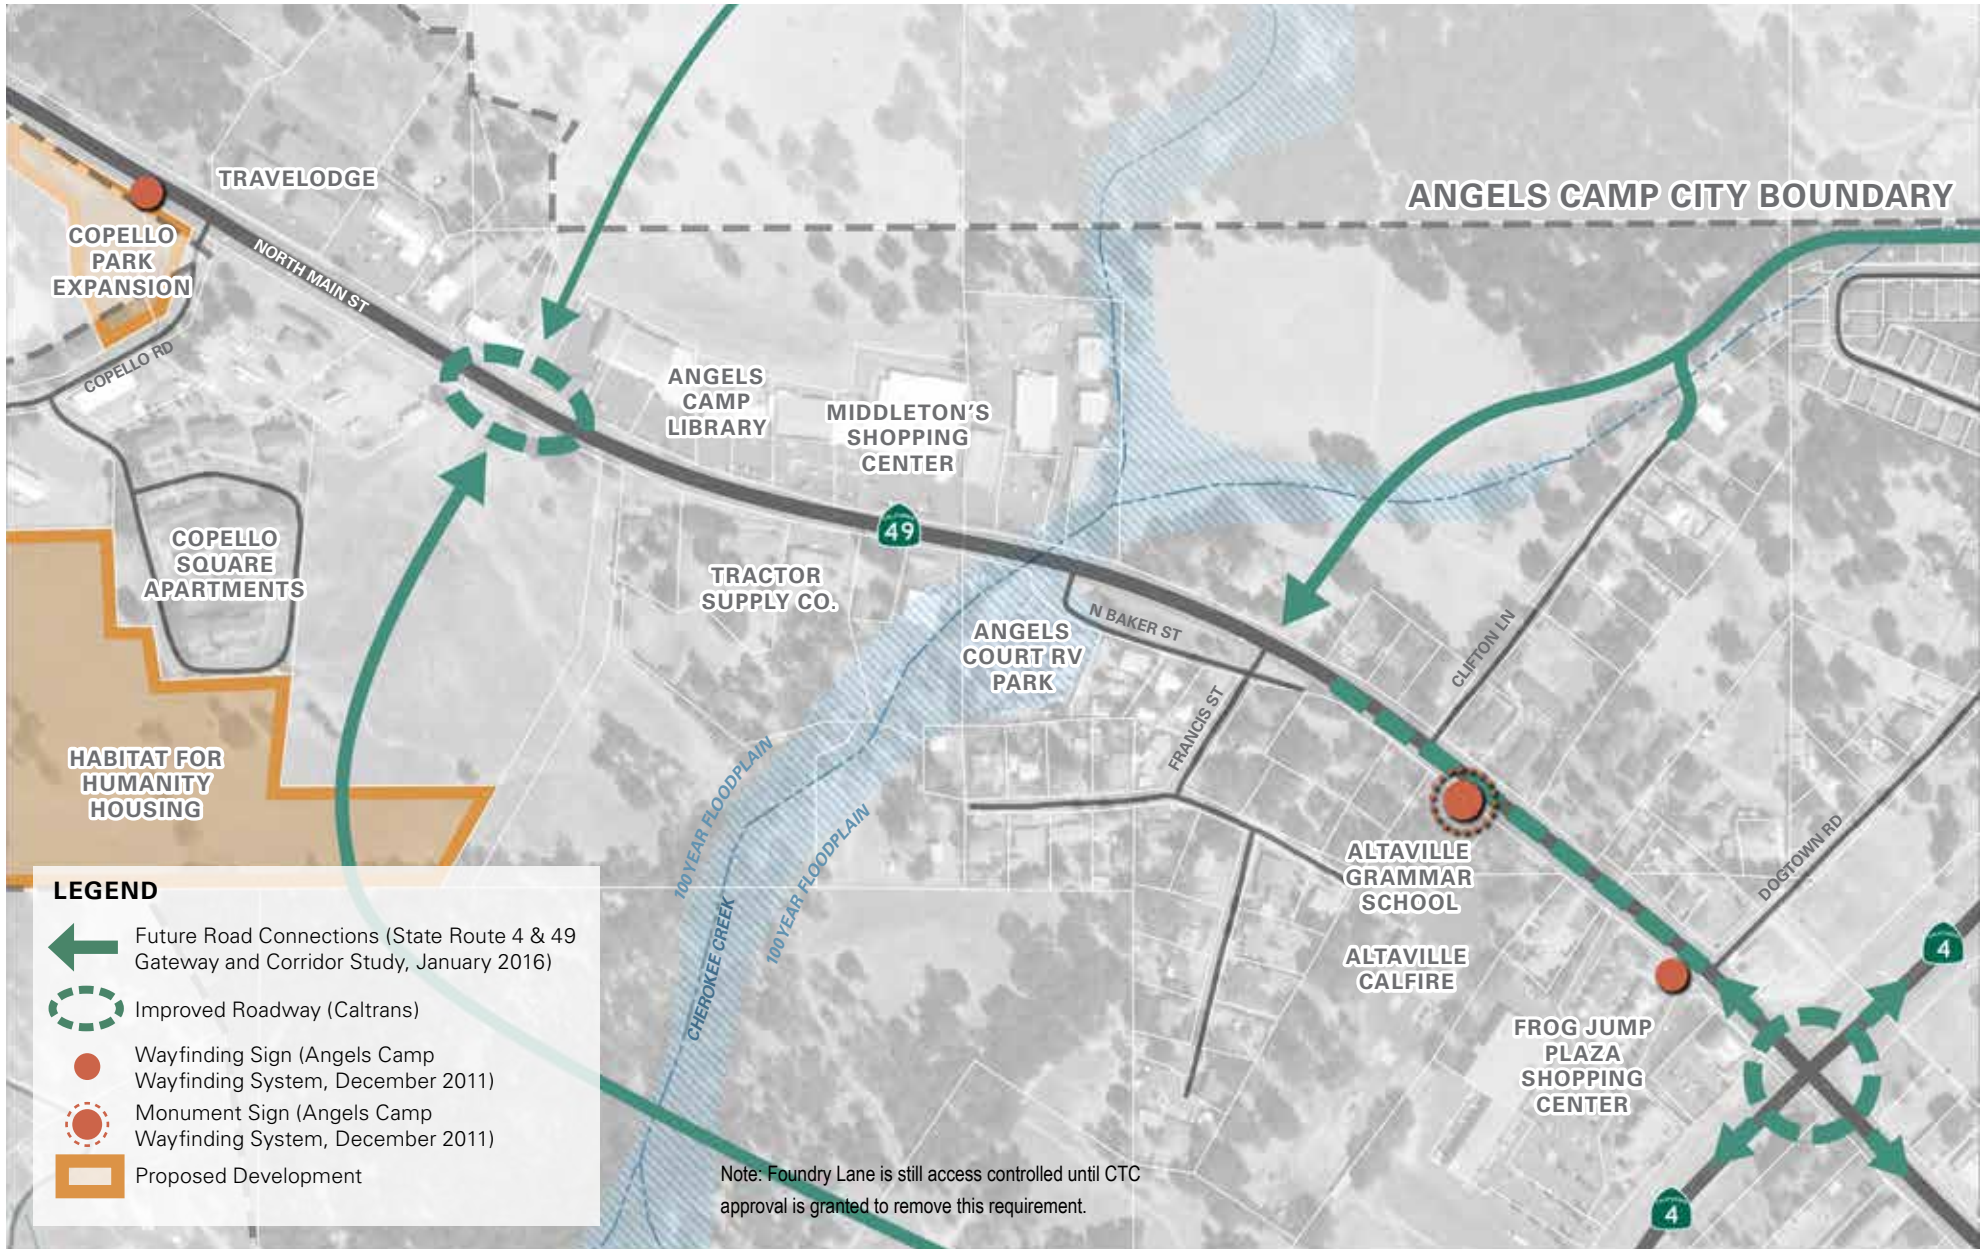 ANGELS CAMP CITY BOUNDARY
TRAVELODGE
COPELLO
PARK
EXPANSION
NORTH MAIN ST
COPELLO RD
ANGELS
CAMP
LIBRARY
MIDDLETON'S
SHOPPING
CENTER
49
COPELLO
SQUARE
APARTMENTS
TRACTOR
SUPPLY CO.
ANGELS
COURT RV
PARK
N BAKER ST
FRANCIS ST
CLIFTON LN
HABITAT FOR
HUMANITY
HOUSING
100 YEAR FLOODPLAIN
100 YEAR FLOODPLAIN
CHEROKEE CREEK
ALTAVILLE
GRAMMAR
SCHOOL
DOGTOWN RD
ALTAVILLE
CALFIRE
4
FROG JUMP
PLAZA
SHOPPING
CENTER
4
LEGEND
Future Road Connections (State Route 4 & 49
Gateway and Corridor Study, January 2016)
Improved Roadway (Caltrans)
Wayfinding Sign (Angels Camp
Wayfinding System, December 2011)
Monument Sign (Angels Camp
Wayfinding System, December 2011)
Proposed Development
Note: Foundry Lane is still access controlled until CTC
approval is granted to remove this requirement.